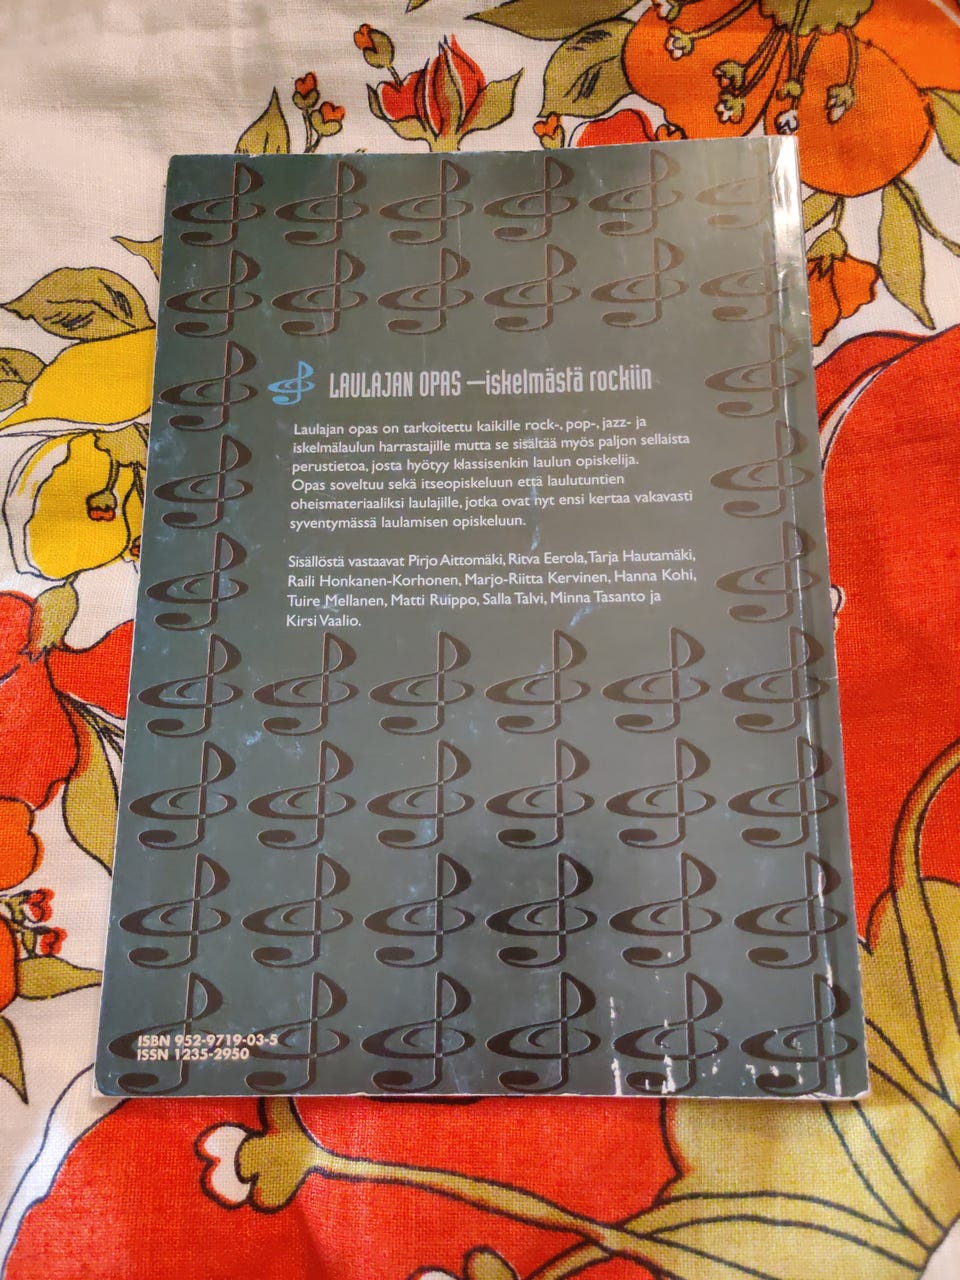 LAULAJAN OPAS —iskelmästä rockiin
Laulajan opas on tarkoitettu kaikille rock-, pop-, jazz- ja
iskelmälaulun harrastajille mutta se sisältää myös paljon sellaista
perustietoa, josta hyötyy klassisenkin laulun opiskelija.
Opas soveltuu sekä itseopiskeluun että laulutuntien
oheismateriaaliksi laulajille, jotka ovat nyt ensi kertaa vakavasti
syventymässä laulamisen opiskeluun.
Sisällöstä vastaavat Pirjo Aittomäki, Ritva Eerola, Tarja Hautamäki,
Raili Honkanen-Korhonen, Marjo-Riitta Kervinen, Hanna Kohi,
Tuire Mellanen, Matti Ruippo, Salla Talvi, Minna Tasanto ja
Kirsi Vaalio.
ISBN 952-9719-03-5
ISSN 1235-2950